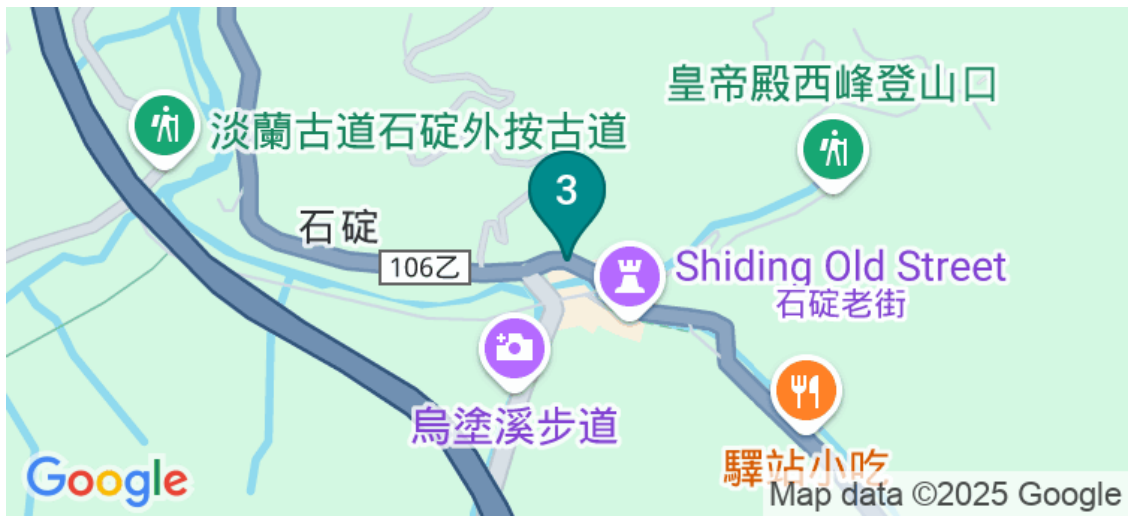 皇帝殿西峰登山口
淡蘭古道石碇外按古道
3
石碇
106乙
Shiding Old Street
石碇老街
烏塗溪步道
驛站小吃
Google
Map data ©2025 Google